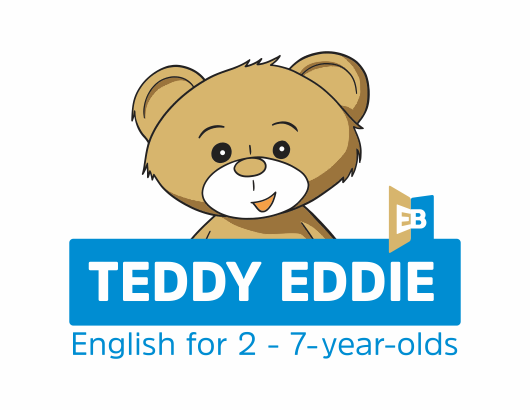 EB
TEDDY EDDIE
English for 2 - 7-year-olds